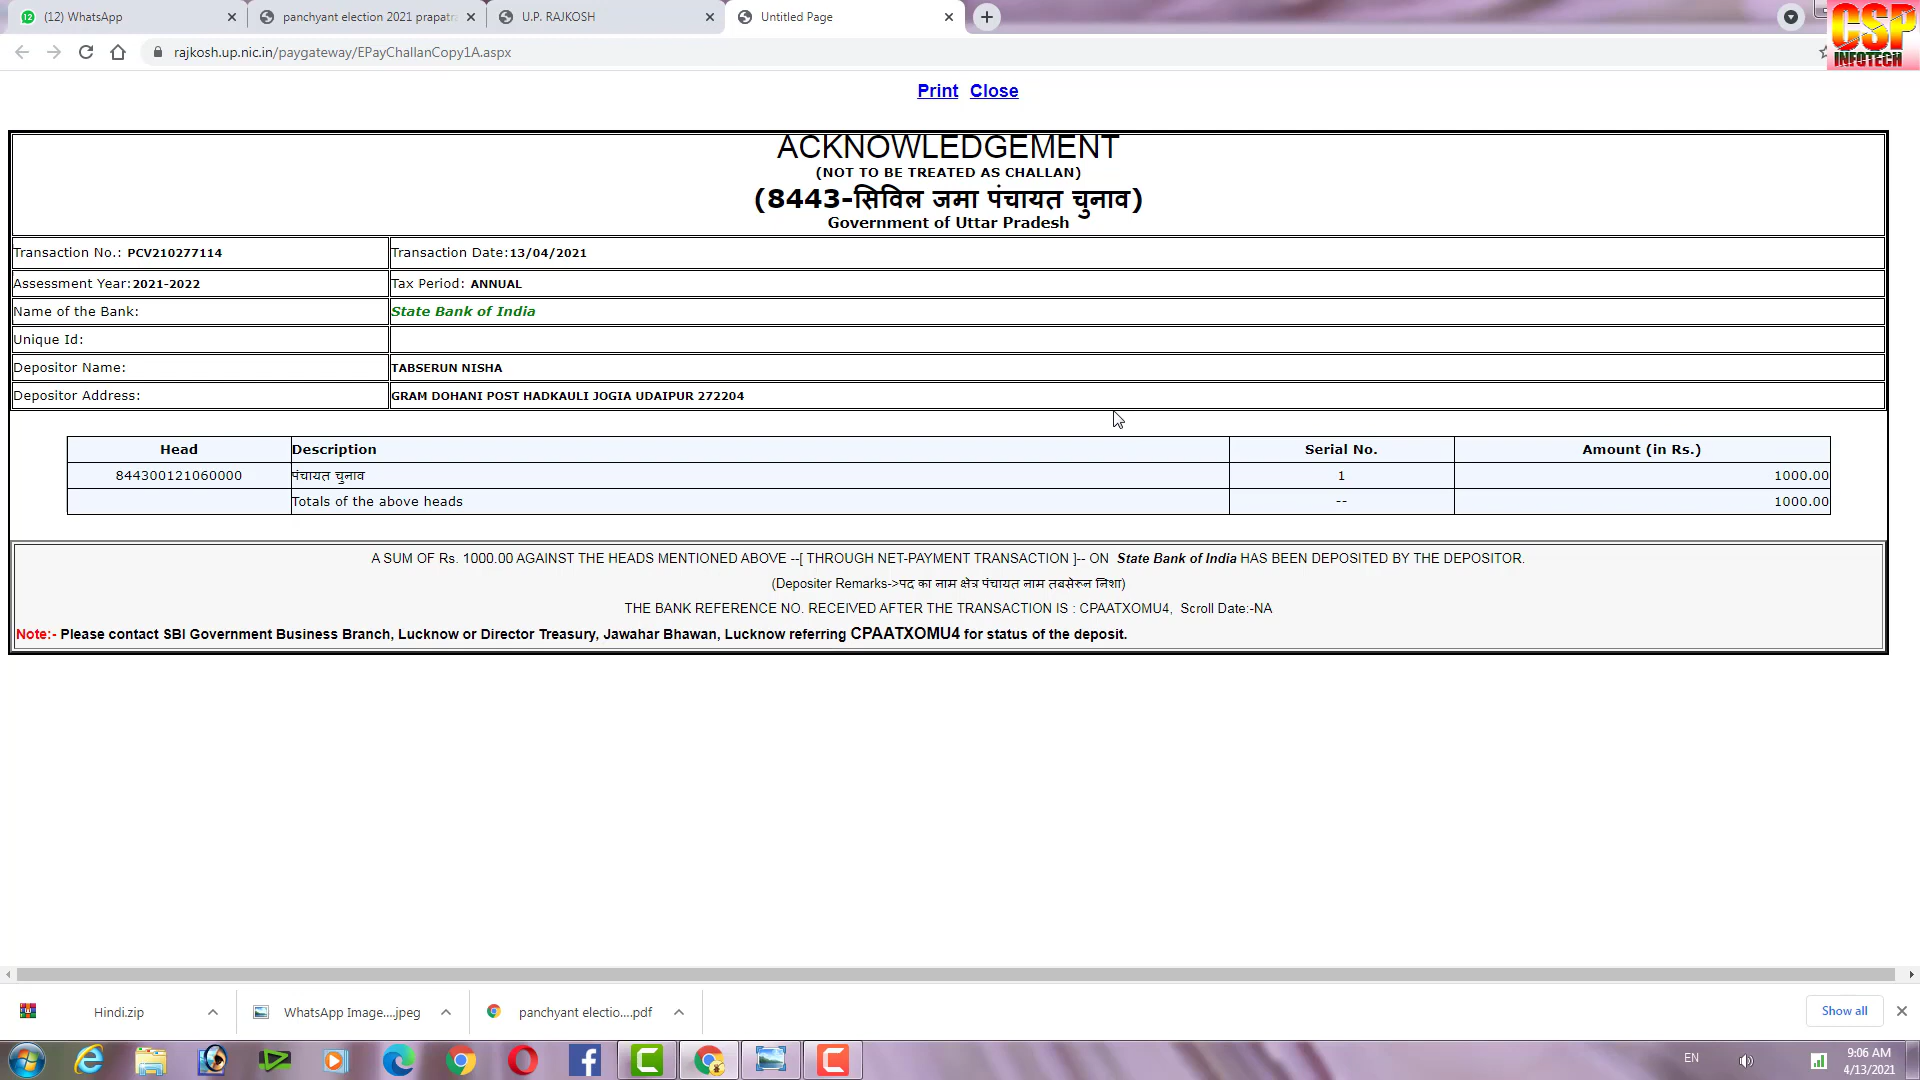 (12) WhatsApp
panchyant election 2021 prapatra
U.P. RAJKOSH
Untitled Page
CSP
INFOTECH
rajkosh.up.nic.in/paygateway/EPayChallanCopy1A.aspx
Print Close
ACKNOWLEDGEMENT
(NOT TO BE TREATED AS CHALLAN)
(8443-सिविल जमा पंचायत चुनाव)
Government of Uttar Pradesh
Transaction No.: PCV210277114 Transaction Date:13/04/2021
Assessment Year:2021-2022 Tax Period: ANNUAL
Name of the Bank: State Bank of India
Unique Id:
Depositor Name: TABSERUN NISHA
Depositor Address: GRAM DOHANI POST HADKAULI JOGIA UDAIPUR 272204
Head Description Serial No. Amount (in Rs.)
844300121060000 पंचायत चुनाव 1 1000.00
Totals of the above heads -- 1000.00
A SUM OF Rs. 1000.00 AGAINST THE HEADS MENTIONED ABOVE --[ THROUGH NET-PAYMENT TRANSACTION ]-- ON State Bank of India HAS BEEN DEPOSITED BY THE DEPOSITOR.
(Depositer Remarks->पद का नाम क्षेत्र पंचायत नाम तबसेरुन निशा)
THE BANK REFERENCE NO. RECEIVED AFTER THE TRANSACTION IS : CPAATXOMU4, Scroll Date:-NA
Note:- Please contact SBI Government Business Branch, Lucknow or Director Treasury, Jawahar Bhawan, Lucknow referring CPAATXOMU4 for status of the deposit.
Hindi.zip
WhatsApp Image....jpeg
panchyant electio....pdf
Show all
EN
9:06 AM
4/13/2021